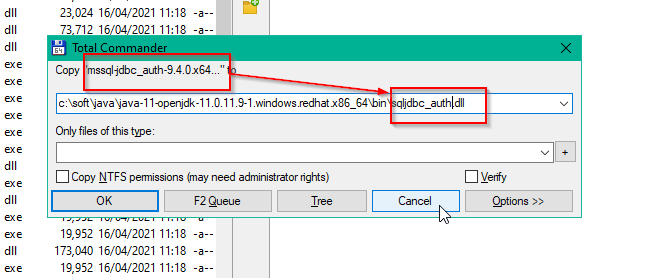 dll 23,024 16/04/2021 11:18 -a--
dll 73,712 16/04/2021 11:18 -a--
dll
exe
exe
exe
exe
dll
dll
exe
exe
exe
exe
exe 19,952 16/04/2021 11:18 -a--
exe 19,952 16/04/2021 11:18 -a--
dll 173,040 16/04/2021 11:18 -a--
exe 19,952 16/04/2021 11:18 -a--
64
Total Commander
Copy "mssql-jdbc_auth-9.4.0.x64..." to
c:\soft\java\java-11-openjdk-11.0.11.9-1.windows.redhat.x86_64\bin\sqljdbc_auth.dll
Only files of this type:
+
Copy NTFS permissions (may need administrator rights)
Verify
OK
F2 Queue
Tree
Cancel
Options >>